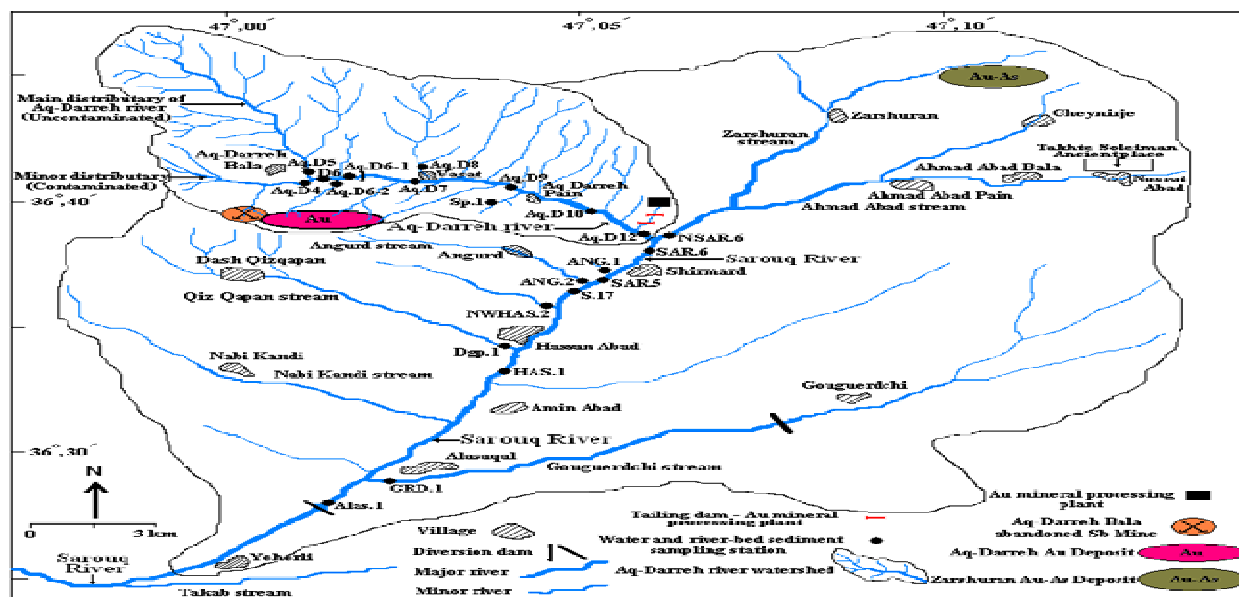 47°,00´
47°,05´
47°,10´
Au-As
Main distributary of
Aq-Darreh river
(Uncontaminated)
Zarshuran
Cheynigje
Zarshuran
stream
Aq-Darreh
Bala
Aq.D5
Aq.D6-1
Aq.D8
Takhte Soleiman
Ancient place
Minor distributary
(Contaminated)
D6
Yarat
Ahmad Abad Bala
Aq.D4
Aq.D6-2
Aq.D7
Aq.D9
Nusrat
Abad
36°,40´
Sp.1
Aq Darreh
Pain
Ahmad Abad Pain
Au
Aq.D10
Ahmad Abad stream
Aq-Darreh river
Aq.D12
NSAR.6
Angurd stream
Angurd
SAR.6
Sarouq River
Dash Qizqapan
ANG.1
Shirmard
ANG.2
SAR.5
Qiz Qapan stream
S.17
NWHAS.2
Hassan Abad
Dgp.1
Nabi Kandi
HAS.1
Nabi Kandi stream
Gouguerdchi
Amin Abad
Sarouq River
36°,30´
Alusuqul
Gouguerdchi stream
N
GRD.1
Alas.1
Au mineral processing
plant
0 3 km
Village
Tailing dam - Au mineral
processing plant
Aq-Darreh Bala
abandoned Sb Mine
Diversion dam
Water and river-bed sediment
sampling station
Aq-Darreh Au Deposit
Au
Sarouq
River
Yeherli
Major river
Aq-Darreh river watershed
Zarshuran Au-As Deposit
Au-As
Takab stream
Minor river